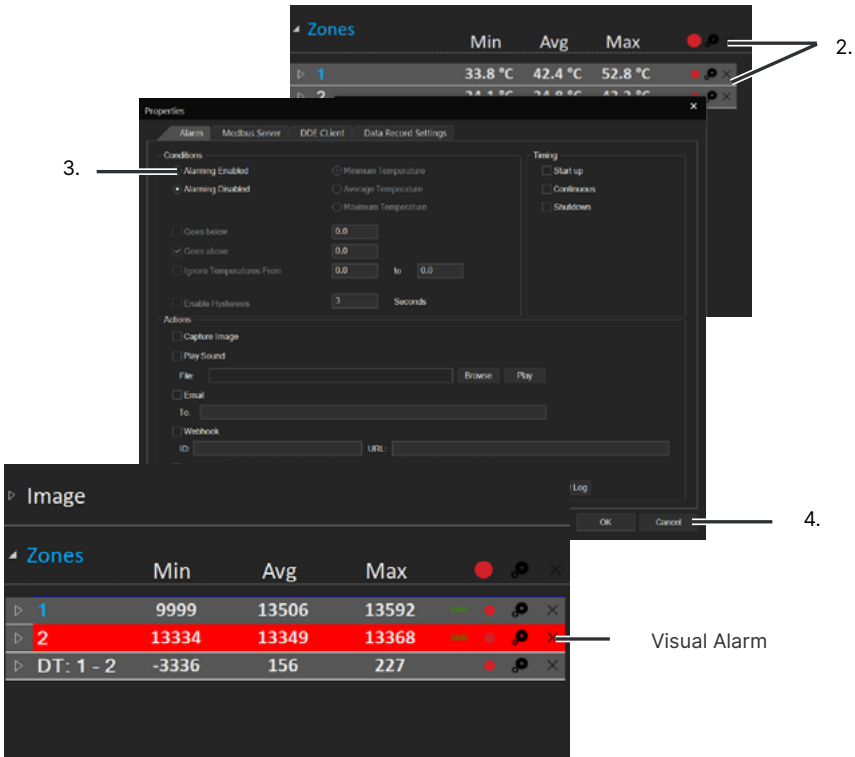 Zones
Min Avg Max
2.
1 33.8 °C 42.4 °C 52.8 °C
2
Properties
Alarm Modbus Server DDE CLient Data Record Settings
3.
Conditions
Timing
Alarming Enabled Minimum Temperature Start up
Alarming Disabled Average Temperature Continuous
Maximum Temperature Shutdown
Goes below 0.0
Goes above 0.0
Ignore Temperatures From 0.0 to 0.0
Enable Hysteresis 3 Seconds
Actions
Capture Image
Play Sound
File: Browse Play
Email
To:
Webhook
ID: URL:
Log
OK Cancel
4.
Image
Zones
Min Avg Max
1 9999 13506 13592
2 13334 13349 13368
Visual Alarm
DT: 1 - 2 -3336 156 227